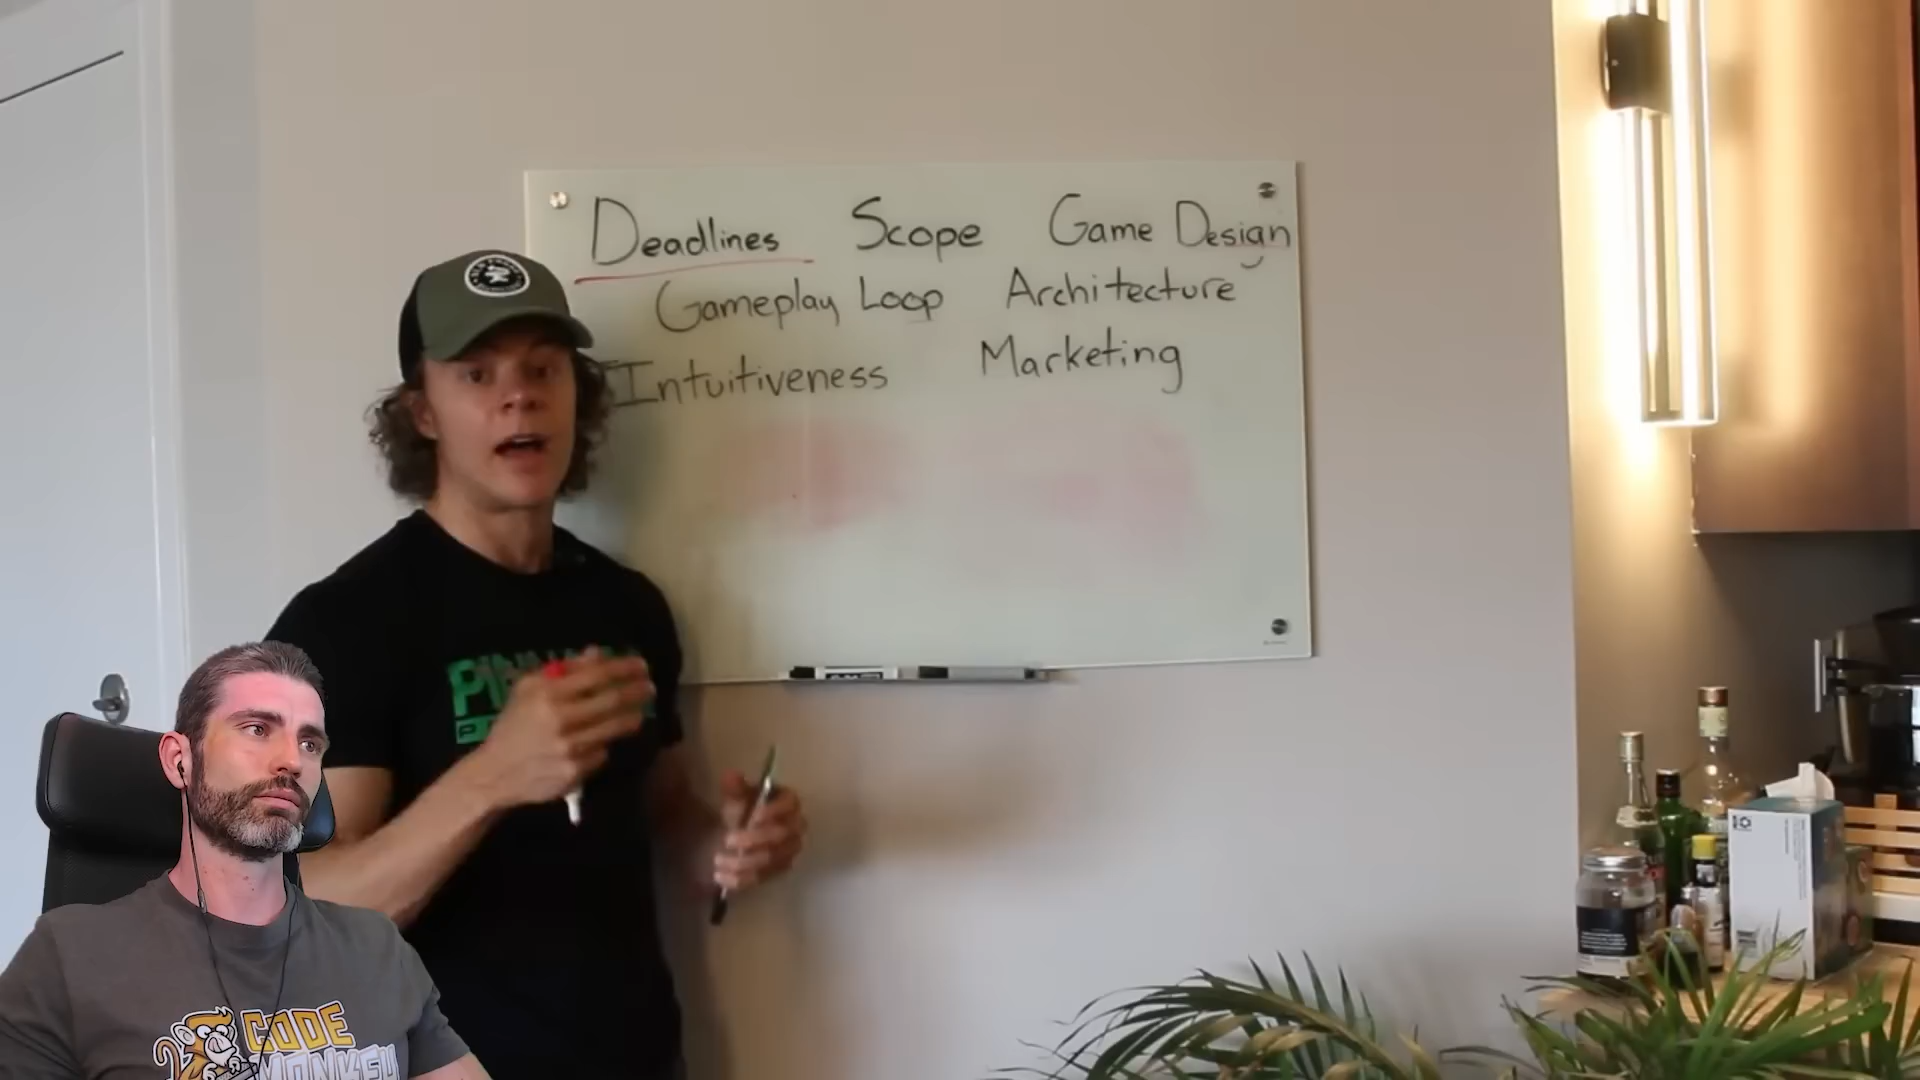 Deadlines Scope Game Design
Gameplay Loop Architecture
Intuitiveness Marketing
CODE
MONKEY